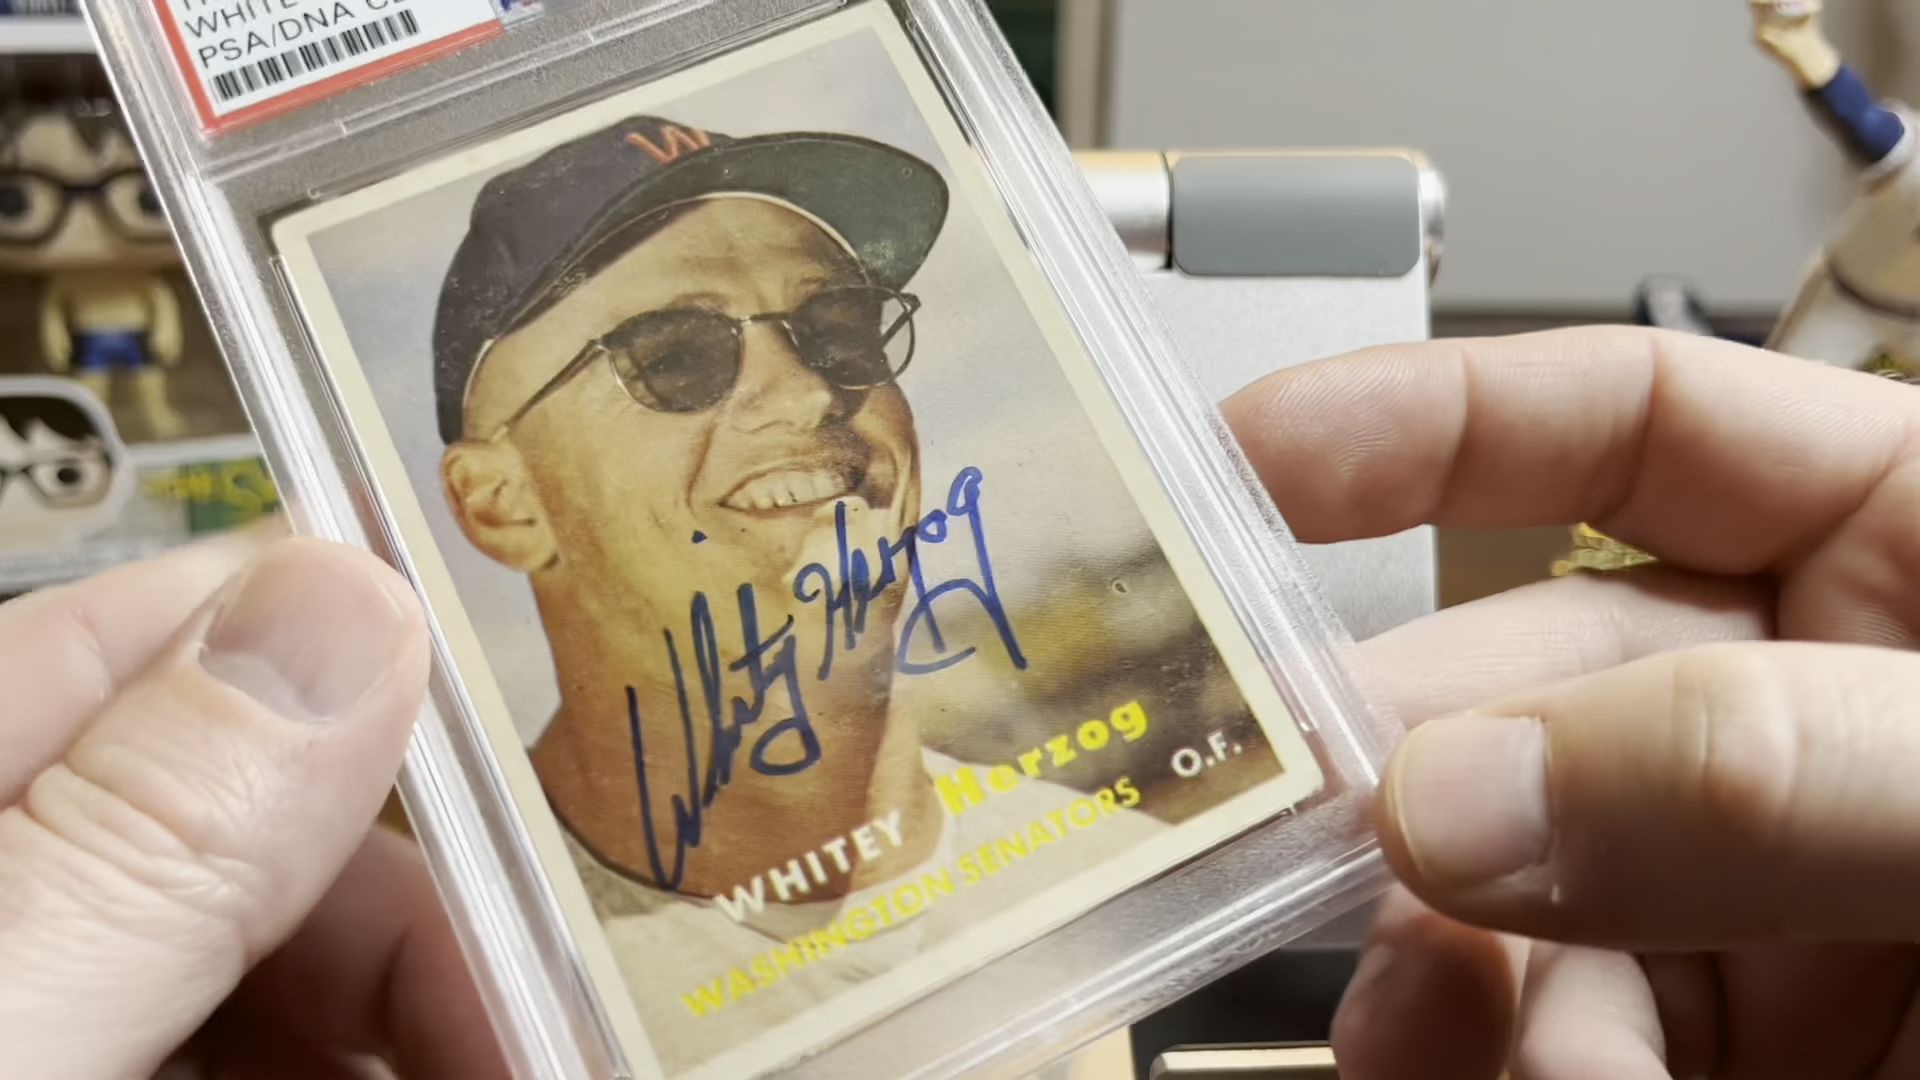 WHITE
PSA/DNA CE
W
Whitey Herzog
WHITEY Herzog O.F.
WASHINGTON SENATORS